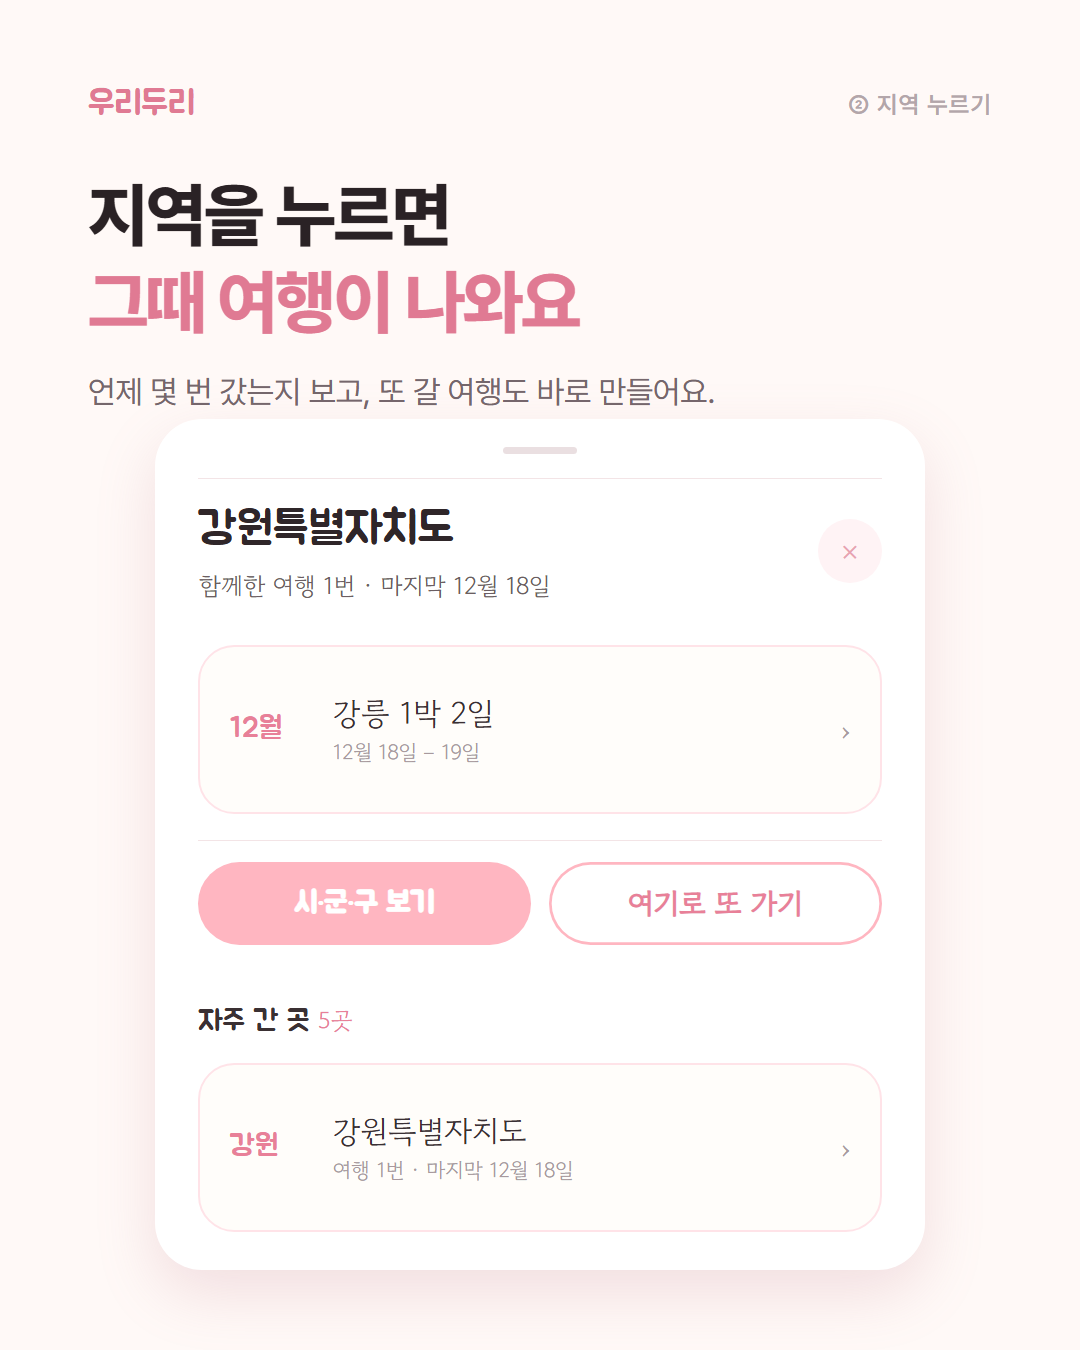 우리두리
② 지역 누르기
지역을 누르면
그때 여행이 나와요
언제 몇 번 갔는지 보고, 또 갈 여행도 바로 만들어요.
강원특별자치도
×
함께한 여행 1번 · 마지막 12월 18일
12월
강릉 1박 2일
12월 18일 – 19일
›
시·군·구 보기
여기로 또 가기
자주 간 곳 5곳
강원
강원특별자치도
여행 1번 · 마지막 12월 18일
›